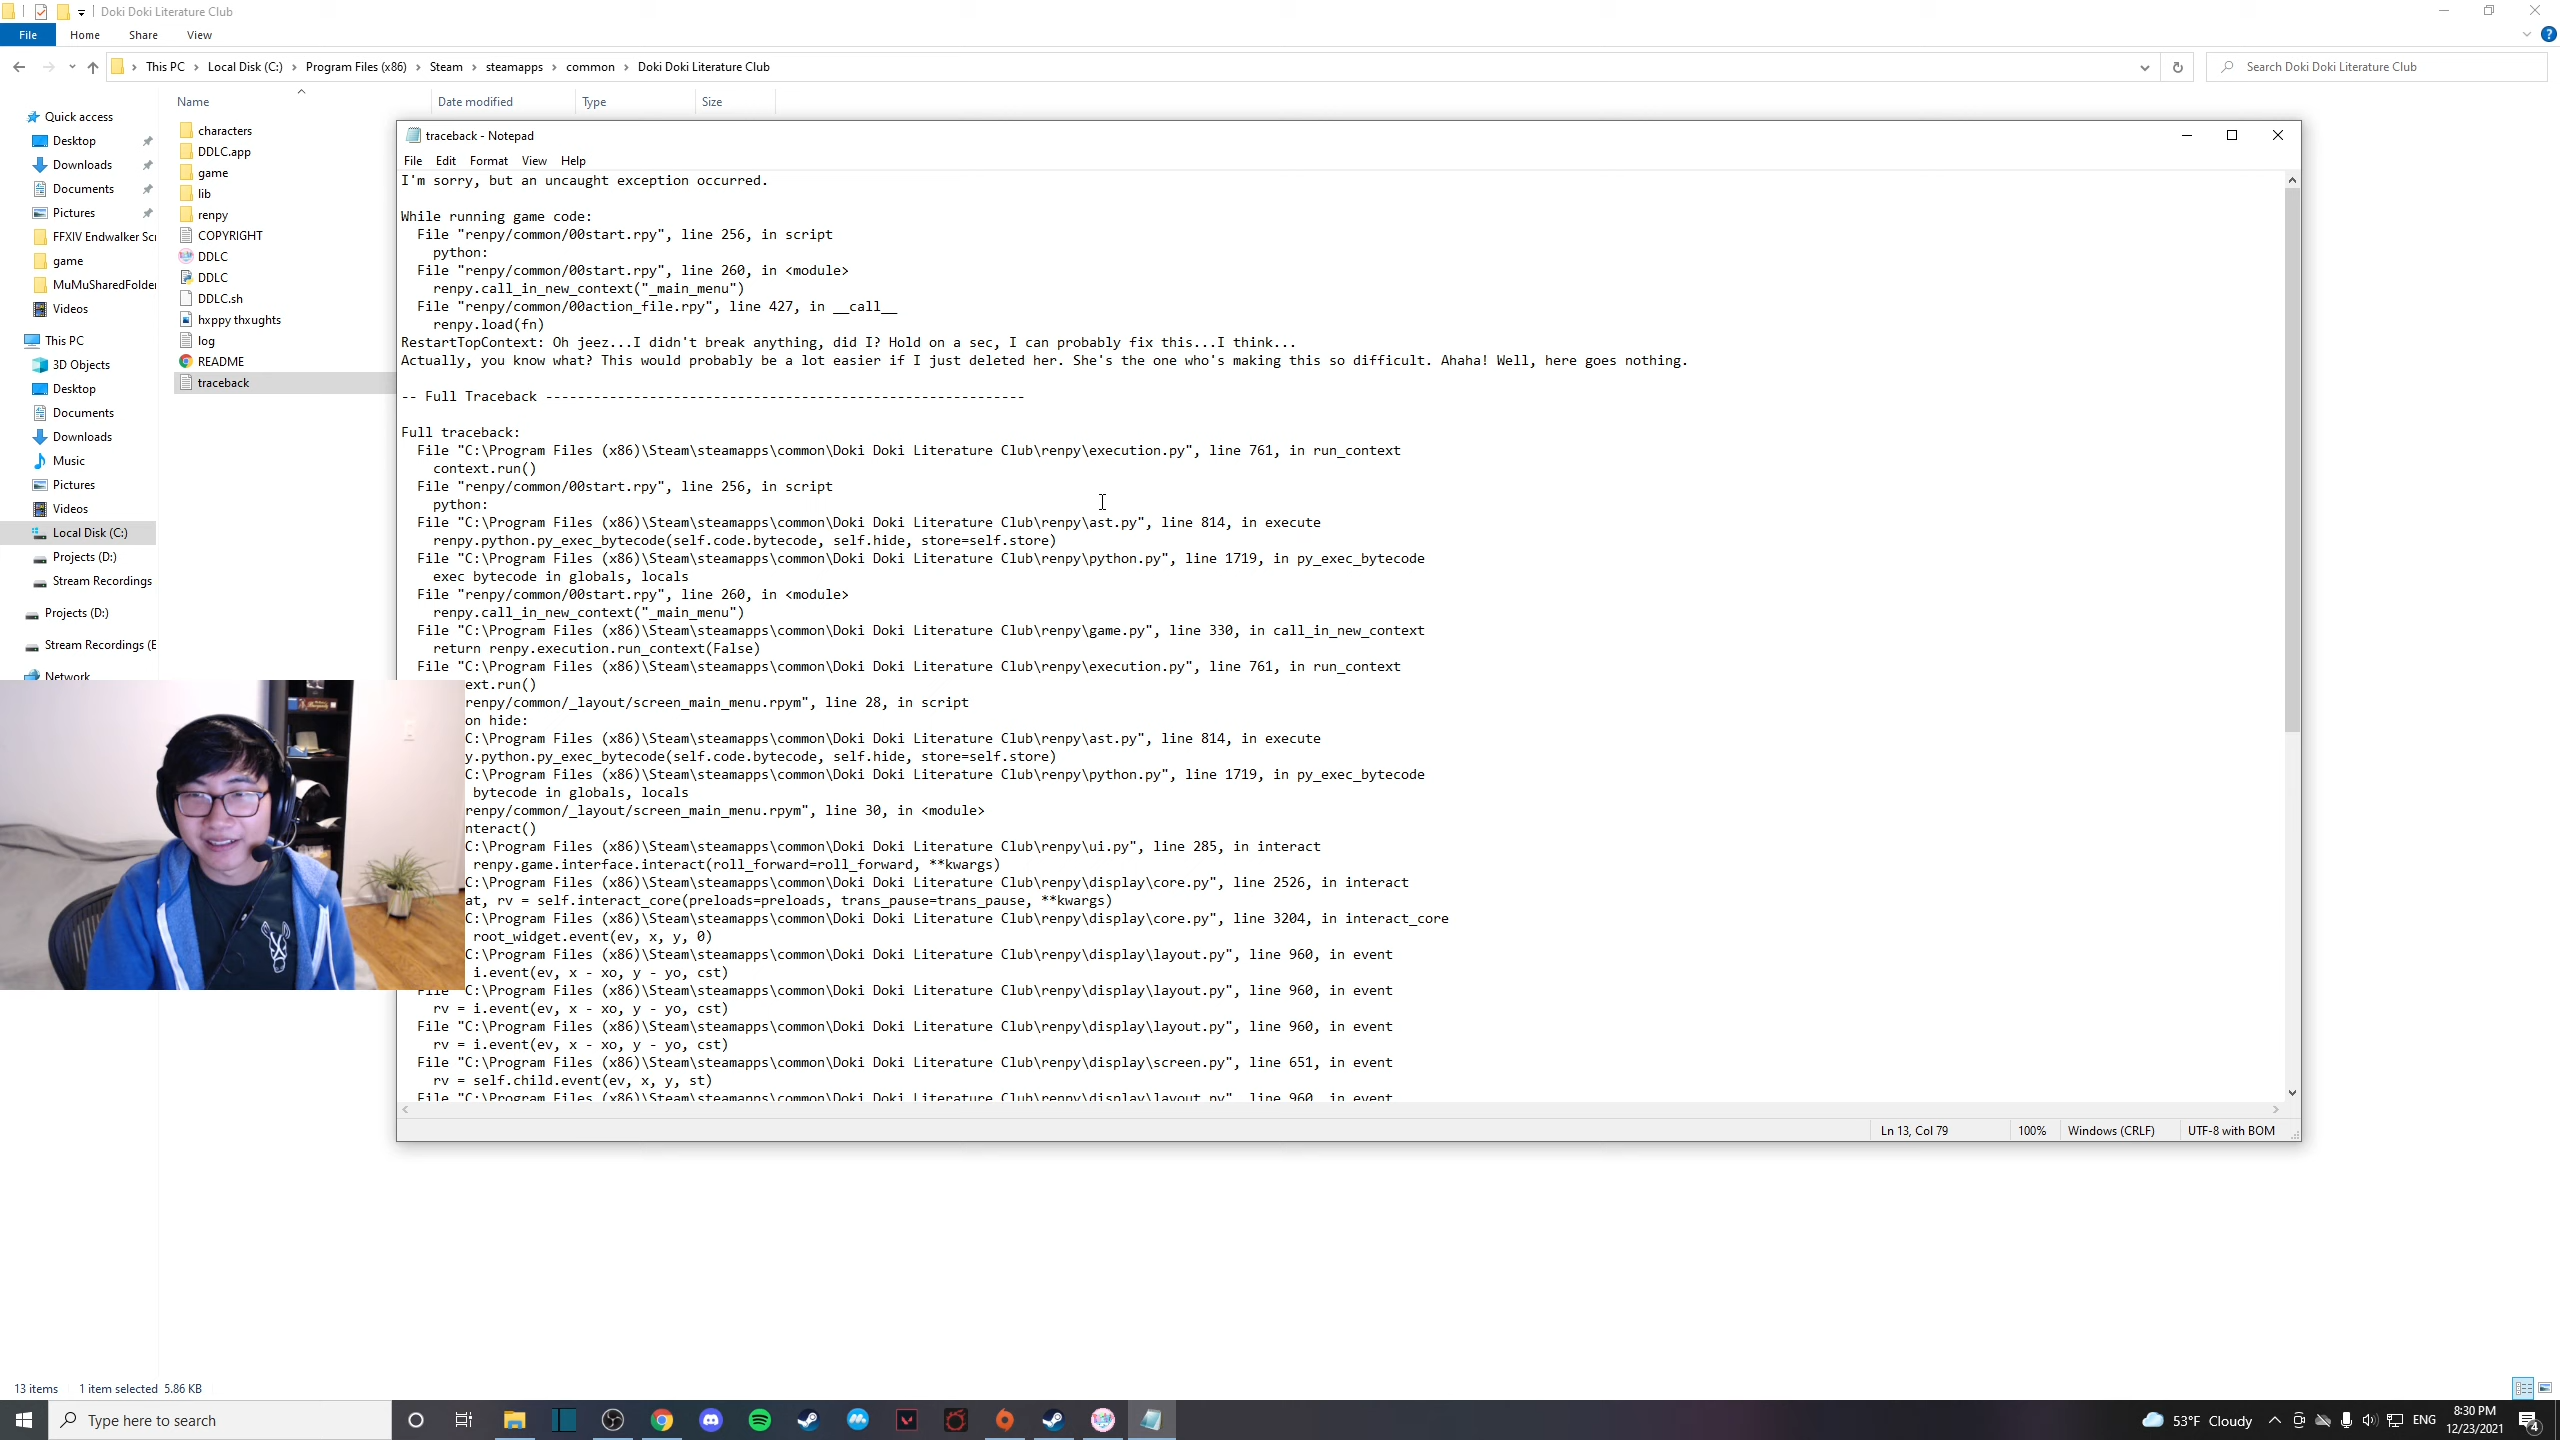 Doki Doki Literature Club
File Home Share View
This PC Local Disk (C:) Program Files (x86) Steam steamapps common Doki Doki Literature Club
Search Doki Doki Literature Club
Name Date modified Type Size
Quick access
Desktop
Downloads
Documents
Pictures
FFXIV Endwalker Scr
game
MuMuSharedFolder
Videos
This PC
3D Objects
Desktop
Documents
Downloads
Music
Pictures
Videos
Local Disk (C:)
Projects (D:)
Stream Recordings
Projects (D:)
Stream Recordings (E
Network
characters
DDLC.app
game
lib
renpy
COPYRIGHT
DDLC
DDLC
DDLC.sh
hxppy thxughts
log
README
traceback
traceback - Notepad
File Edit Format View Help
I'm sorry, but an uncaught exception occurred.
While running game code:
File "renpy/common/00start.rpy", line 256, in script
python:
File "renpy/common/00start.rpy", line 260, in <module>
renpy.call_in_new_context("_main_menu")
File "renpy/common/00action_file.rpy", line 427, in __call__
renpy.load(fn)
RestartTopContext: Oh jeez...I didn't break anything, did I? Hold on a sec, I can probably fix this...I think...
Actually, you know what? This would probably be a lot easier if I just deleted her. She's the one who's making this so difficult. Ahaha! Well, here goes nothing.
-- Full Traceback ------------------------------------------------------------
Full traceback:
File "C:\Program Files (x86)\Steam\steamapps\common\Doki Doki Literature Club\renpy\execution.py", line 761, in run_context
context.run()
File "renpy/common/00start.rpy", line 256, in script
python:
File "C:\Program Files (x86)\Steam\steamapps\common\Doki Doki Literature Club\renpy\ast.py", line 814, in execute
renpy.python.py_exec_bytecode(self.code.bytecode, self.hide, store=self.store)
File "C:\Program Files (x86)\Steam\steamapps\common\Doki Doki Literature Club\renpy\python.py", line 1719, in py_exec_bytecode
exec bytecode in globals, locals
File "renpy/common/00start.rpy", line 260, in <module>
renpy.call_in_new_context("_main_menu")
File "C:\Program Files (x86)\Steam\steamapps\common\Doki Doki Literature Club\renpy\game.py", line 330, in call_in_new_context
return renpy.execution.run_context(False)
File "C:\Program Files (x86)\Steam\steamapps\common\Doki Doki Literature Club\renpy\execution.py", line 761, in run_context
ext.run()
renpy/common/_layout/screen_main_menu.rpym", line 28, in script
on hide:
C:\Program Files (x86)\Steam\steamapps\common\Doki Doki Literature Club\renpy\ast.py", line 814, in execute
y.python.py_exec_bytecode(self.code.bytecode, self.hide, store=self.store)
C:\Program Files (x86)\Steam\steamapps\common\Doki Doki Literature Club\renpy\python.py", line 1719, in py_exec_bytecode
bytecode in globals, locals
renpy/common/_layout/screen_main_menu.rpym", line 30, in <module>
nteract()
C:\Program Files (x86)\Steam\steamapps\common\Doki Doki Literature Club\renpy\ui.py", line 285, in interact
renpy.game.interface.interact(roll_forward=roll_forward, **kwargs)
C:\Program Files (x86)\Steam\steamapps\common\Doki Doki Literature Club\renpy\display\core.py", line 2526, in interact
at, rv = self.interact_core(preloads=preloads, trans_pause=trans_pause, **kwargs)
C:\Program Files (x86)\Steam\steamapps\common\Doki Doki Literature Club\renpy\display\core.py", line 3204, in interact_core
root_widget.event(ev, x, y, 0)
C:\Program Files (x86)\Steam\steamapps\common\Doki Doki Literature Club\renpy\display\layout.py", line 960, in event
i.event(ev, x - xo, y - yo, cst)
File "C:\Program Files (x86)\Steam\steamapps\common\Doki Doki Literature Club\renpy\display\layout.py", line 960, in event
rv = i.event(ev, x - xo, y - yo, cst)
File "C:\Program Files (x86)\Steam\steamapps\common\Doki Doki Literature Club\renpy\display\layout.py", line 960, in event
rv = i.event(ev, x - xo, y - yo, cst)
File "C:\Program Files (x86)\Steam\steamapps\common\Doki Doki Literature Club\renpy\display\screen.py", line 651, in event
rv = self.child.event(ev, x, y, st)
File "C:\Program Files (x86)\Steam\steamapps\common\Doki Doki Literature Club\renpy\display\layout.py", line 960, in event
Ln 13, Col 79 100% Windows (CRLF) UTF-8 with BOM
13 items 1 item selected 5.86 KB
Type here to search
53°F Cloudy ENG 8:30 PM
12/23/2021
4